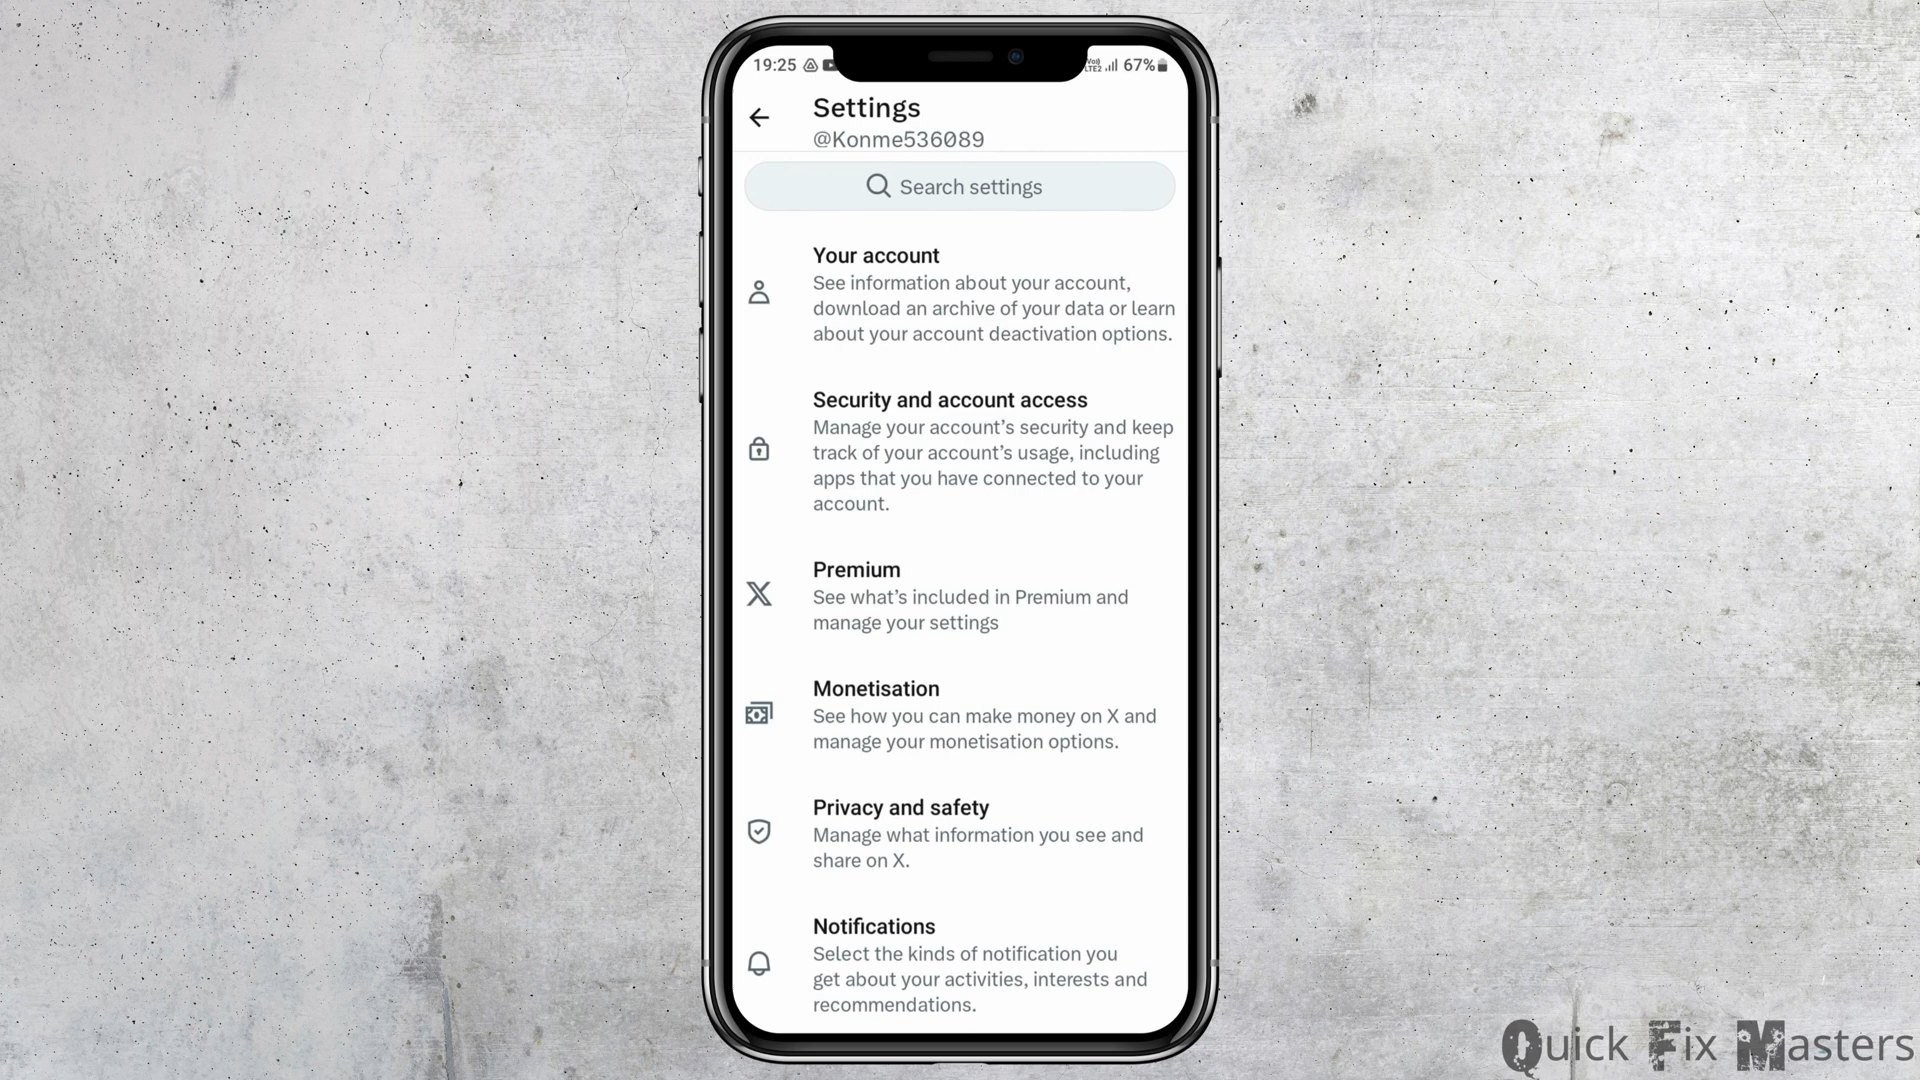 19:25
Voo)
LTE2
67%
Settings
@Konme536089
Search settings
Your account
See information about your account,
download an archive of your data or learn
about your account deactivation options.
Security and account access
Manage your account’s security and keep
track of your account’s usage, including
apps that you have connected to your
account.
Premium
See what’s included in Premium and
manage your settings
Monetisation
See how you can make money on X and
manage your monetisation options.
Privacy and safety
Manage what information you see and
share on X.
Notifications
Select the kinds of notification you
get about your activities, interests and
recommendations.
Quick Fix Masters